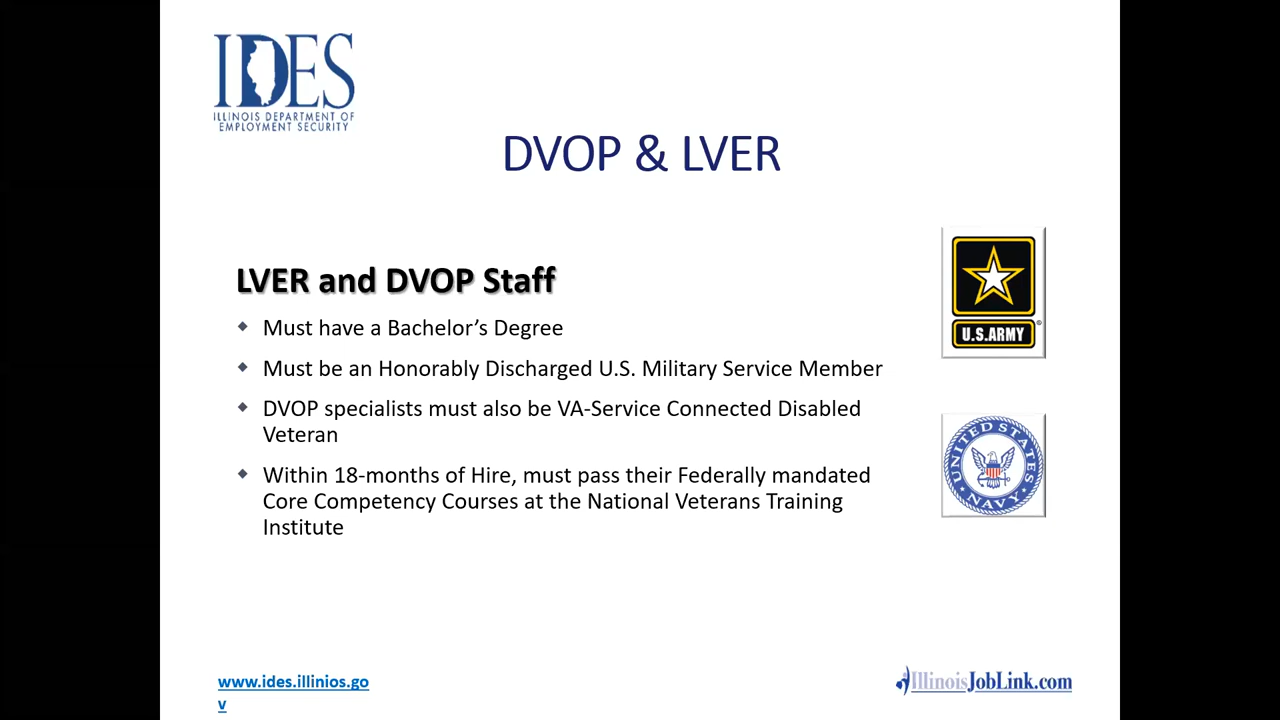 IDES
ILLINOIS DEPARTMENT OF
EMPLOYMENT SECURITY
DVOP & LVER
LVER and DVOP Staff
Must have a Bachelor’s Degree
Must be an Honorably Discharged U.S. Military Service Member
DVOP specialists must also be VA-Service Connected Disabled
Veteran
Within 18-months of Hire, must pass their Federally mandated
Core Competency Courses at the National Veterans Training
Institute
U.S.ARMY
®
UNITED STATES
NAVY
www.ides.illinios.go
v
IllinoisJobLink.com